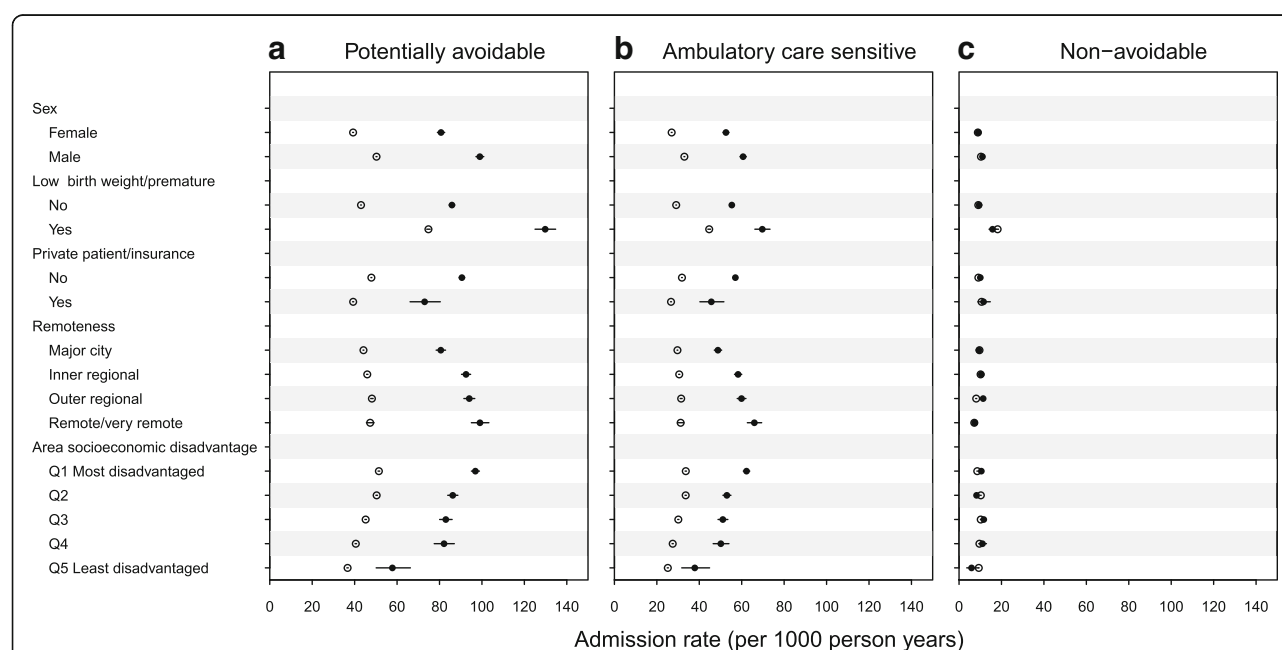 a Potentially avoidable
b Ambulatory care sensitive
c Non−avoidable
Sex
Female
Male
Low birth weight/premature
No
Yes
Private patient/insurance
No
Yes
Remoteness
Major city
Inner regional
Outer regional
Remote/very remote
Area socioeconomic disadvantage
Q1 Most disadvantaged
Q2
Q3
Q4
Q5 Least disadvantaged
0 20 40 60 80 100 120 140
0 20 40 60 80 100 120 140
0 20 40 60 80 100 120 140
Admission rate (per 1000 person years)